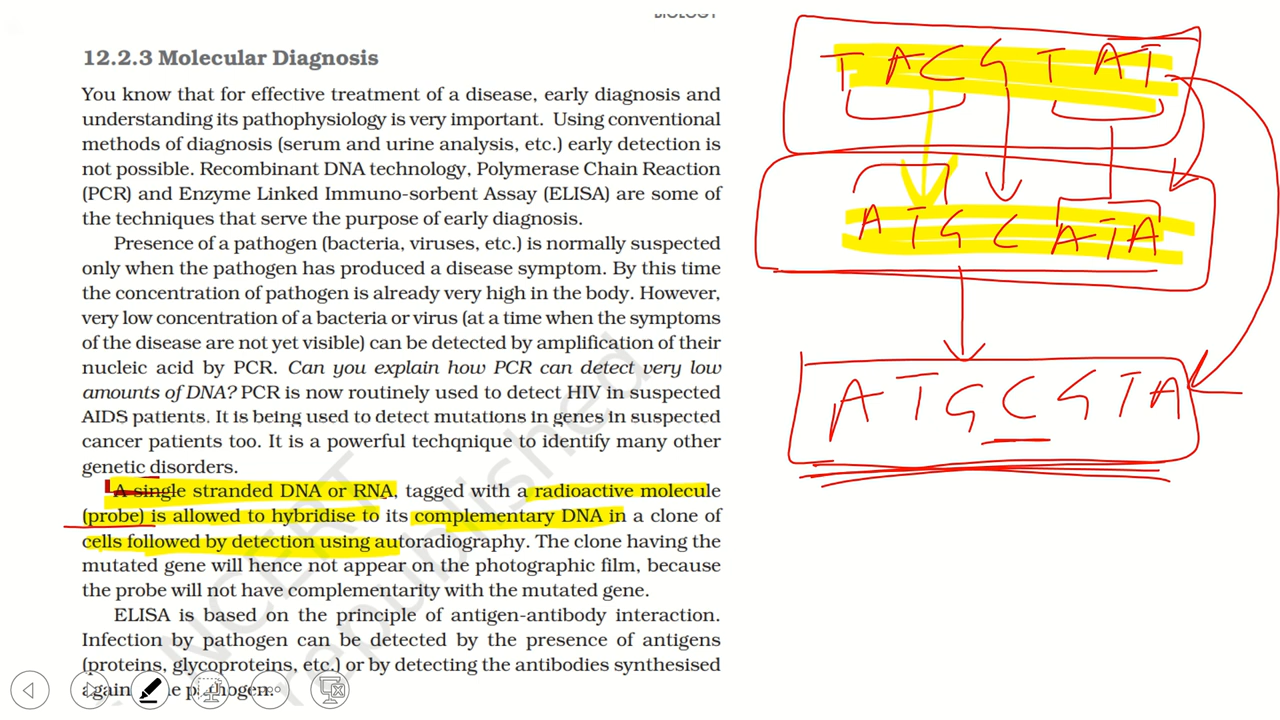 BIOLOGY
12.2.3 Molecular Diagnosis
You know that for effective treatment of a disease, early diagnosis and
understanding its pathophysiology is very important. Using conventional
methods of diagnosis (serum and urine analysis, etc.) early detection is
not possible. Recombinant DNA technology, Polymerase Chain Reaction
(PCR) and Enzyme Linked Immuno-sorbent Assay (ELISA) are some of
the techniques that serve the purpose of early diagnosis.
Presence of a pathogen (bacteria, viruses, etc.) is normally suspected
only when the pathogen has produced a disease symptom. By this time
the concentration of pathogen is already very high in the body. However,
very low concentration of a bacteria or virus (at a time when the symptoms
of the disease are not yet visible) can be detected by amplification of their
nucleic acid by PCR. Can you explain how PCR can detect very low
amounts of DNA? PCR is now routinely used to detect HIV in suspected
AIDS patients. It is being used to detect mutations in genes in suspected
cancer patients too. It is a powerful techqnique to identify many other
genetic disorders.
A single stranded DNA or RNA, tagged with a radioactive molecule
(probe) is allowed to hybridise to its complementary DNA in a clone of
cells followed by detection using autoradiography. The clone having the
mutated gene will hence not appear on the photographic film, because
the probe will not have complementarity with the mutated gene.
ELISA is based on the principle of antigen-antibody interaction.
Infection by pathogen can be detected by the presence of antigens
(proteins, glycoproteins, etc.) or by detecting the antibodies synthesised
NCERT
republished
T A C G T A T
A T G C A T A
A T G C G T A